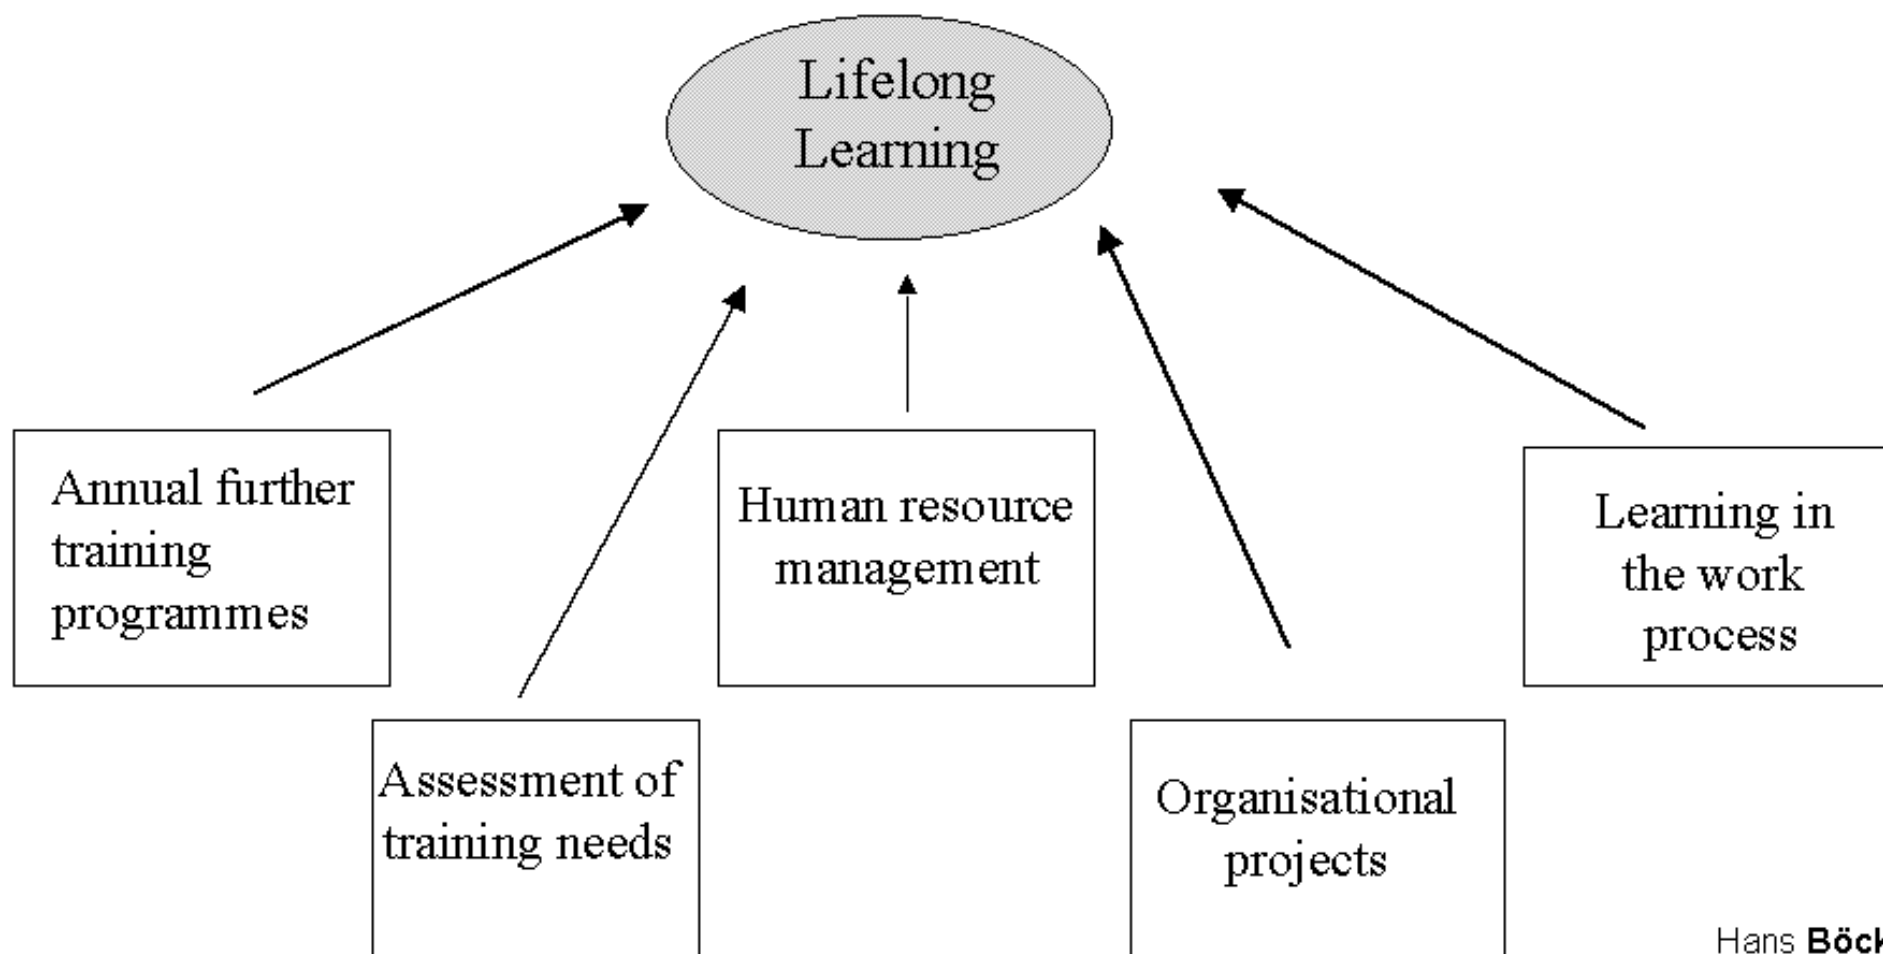 Lifelong
Learning
Annual further
training
programmes
Human resource
management
Learning in
the work
process
Assessment of
training needs
Organisational
projects
Hans Böck